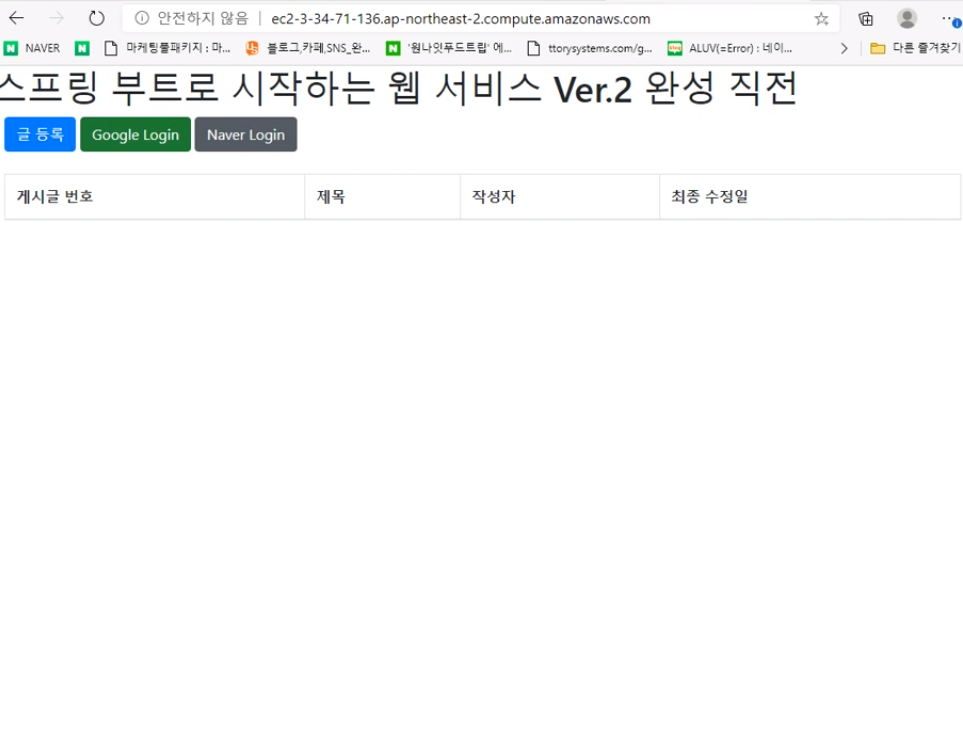 안전하지 않음 | ec2-3-34-71-136.ap-northeast-2.compute.amazonaws.com
N NAVER N 마케팅풀패키지 : 마... 블로그,카페,SNS_완... N '원나잇푸드트립' 에... ttorysystems.com/g... ALUV(=Error) : 네이... 다른 즐겨찾기
스프링 부트로 시작하는 웹 서비스 Ver.2 완성 직전
글 등록 Google Login Naver Login
게시글 번호 제목 작성자 최종 수정일